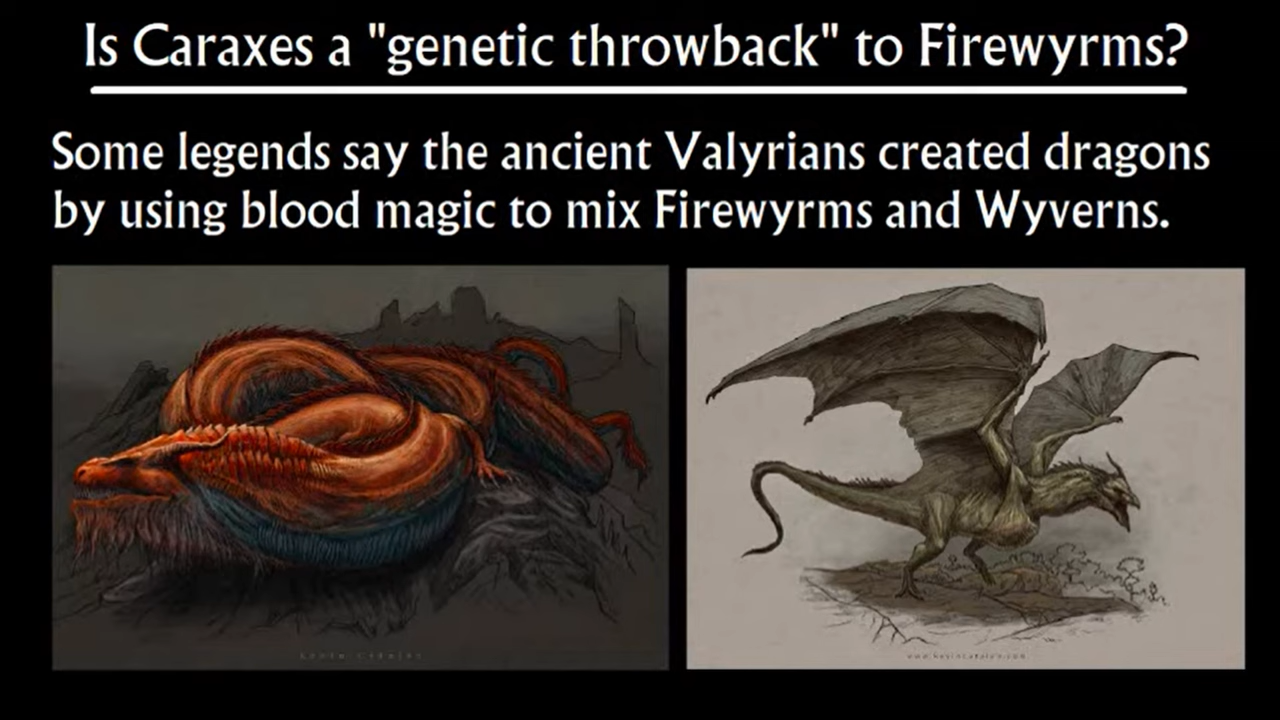 Is Caraxes a "genetic throwback" to Firewyrms?
Some legends say the ancient Valyrians created dragons
by using blood magic to mix Firewyrms and Wyverns.